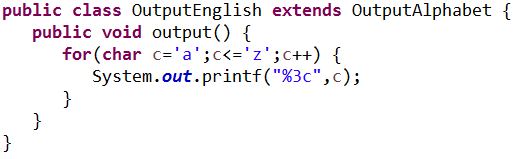 public class OutputEnglish extends OutputAlphabet {
   public void output() {
      for(char c='a';c<='z';c++) {
         System.out.printf("%3c",c);
      }
   }
}